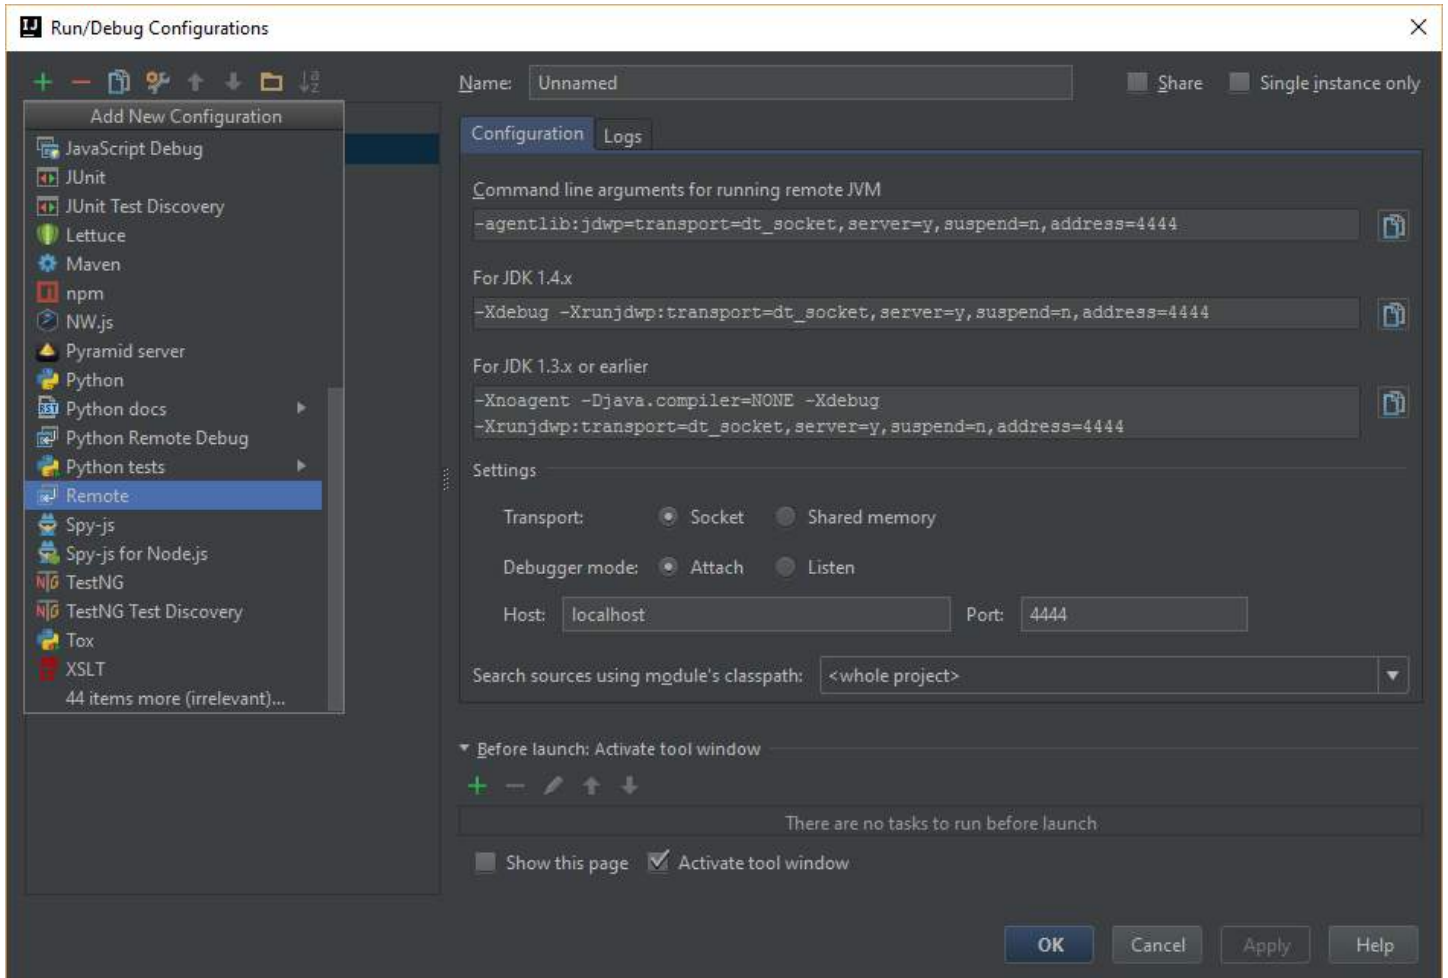 IJ Run/Debug Configurations
Name: Unnamed Share Single instance only
Add New Configuration
JavaScript Debug
JUnit
JUnit Test Discovery
Lettuce
Maven
npm
NW.js
Pyramid server
Python
Python docs
Python Remote Debug
Python tests
Remote
Spy-js
Spy-js for Node.js
TestNG
TestNG Test Discovery
Tox
XSLT
44 items more (irrelevant)...
Configuration Logs
Command line arguments for running remote JVM
-agentlib:jdwp=transport=dt_socket,server=y,suspend=n,address=4444
For JDK 1.4.x
-Xdebug -Xrunjdwp:transport=dt_socket,server=y,suspend=n,address=4444
For JDK 1.3.x or earlier
-Xnoagent -Djava.compiler=NONE -Xdebug
-Xrunjdwp:transport=dt_socket,server=y,suspend=n,address=4444
Settings
Transport: Socket Shared memory
Debugger mode: Attach Listen
Host: localhost Port: 4444
Search sources using module's classpath: <whole project>
Before launch: Activate tool window
There are no tasks to run before launch
Show this page Activate tool window
OK Cancel Apply Help